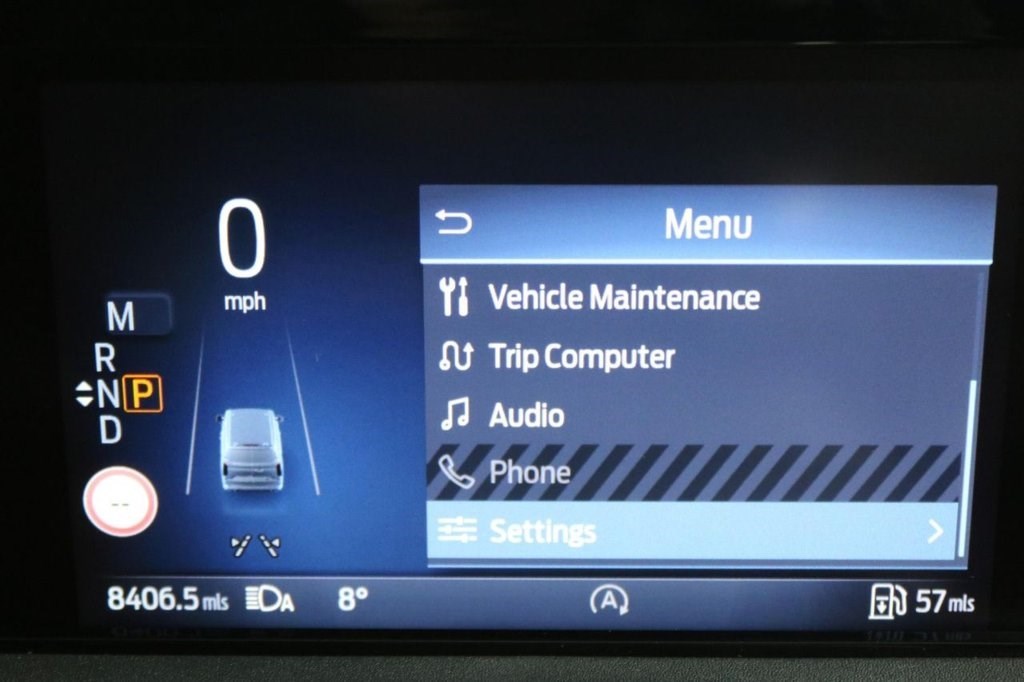 0
mph
M
R
N P
D
--
Menu
Vehicle Maintenance
Trip Computer
Audio
Phone
Settings
8406.5 mls
A
8°
A
57 mls